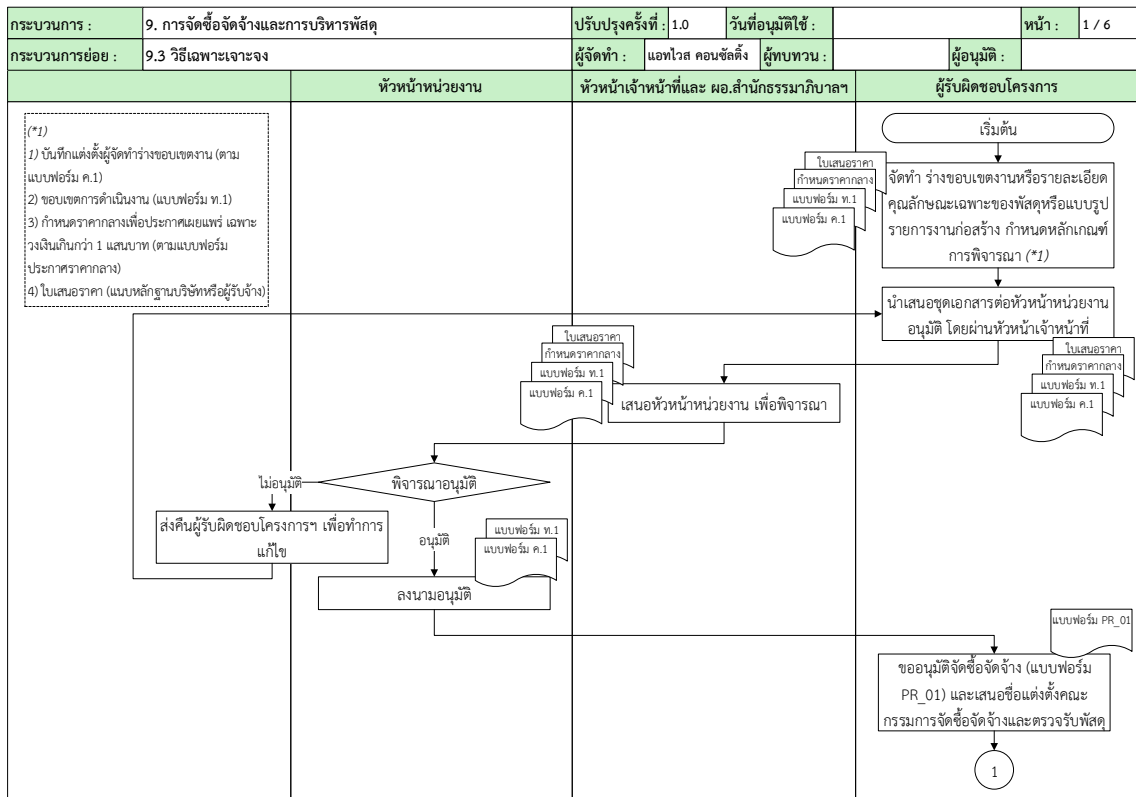 กระบวนการ : 9. การจัดซื้อจัดจ้างและการบริหารพัสดุ ปรับปรุงครั้งที่ : 1.0 วันที่อนุมัติใช้ : หน้า : 1 / 6
กระบวนการย่อย : 9.3 วิธีเฉพาะเจาะจง ผู้จัดทำ : แอทไวส คอนซัลติ้ง ผู้ทบทวน : ผู้อนุมัติ :
หัวหน้าหน่วยงาน หัวหน้าเจ้าหน้าที่และ ผอ.สำนักธรรมาภิบาลฯ ผู้รับผิดชอบโครงการ
(*1)
1) บันทึกแต่งตั้งผู้จัดทำร่างขอบเขตงาน (ตาม
แบบฟอร์ม ค.1)
2) ขอบเขตการดำเนินงาน (แบบฟอร์ม ท.1)
3) กำหนดราคากลางเพื่อประกาศเผยแพร่ เฉพาะ
วงเงินเกินกว่า 1 แสนบาท (ตามแบบฟอร์ม
ประกาศราคากลาง)
4) ใบเสนอราคา (แนบหลักฐานบริษัทหรือผู้รับจ้าง)
เริ่มต้น
ใบเสนอราคา
กำหนดราคากลาง
แบบฟอร์ม ท.1
แบบฟอร์ม ค.1
จัดทำ ร่างขอบเขตงานหรือรายละเอียด
คุณลักษณะเฉพาะของพัสดุหรือแบบรูป
รายการงานก่อสร้าง กำหนดหลักเกณฑ์
การพิจารณา (*1)
นำเสนอชุดเอกสารต่อหัวหน้าหน่วยงาน
อนุมัติ โดยผ่านหัวหน้าเจ้าหน้าที่
ใบเสนอราคา
กำหนดราคากลาง
แบบฟอร์ม ท.1
แบบฟอร์ม ค.1
ใบเสนอราคา
กำหนดราคากลาง
แบบฟอร์ม ท.1
แบบฟอร์ม ค.1
เสนอหัวหน้าหน่วยงาน เพื่อพิจารณา
พิจารณาอนุมัติ
ไม่อนุมัติ
ส่งคืนผู้รับผิดชอบโครงการฯ เพื่อทำการ
แก้ไข
อนุมัติ
แบบฟอร์ม ท.1
แบบฟอร์ม ค.1
ลงนามอนุมัติ
แบบฟอร์ม PR_01
ขออนุมัติจัดซื้อจัดจ้าง (แบบฟอร์ม
PR_01) และเสนอชื่อแต่งตั้งคณะ
กรรมการจัดซื้อจัดจ้างและตรวจรับพัสดุ
1